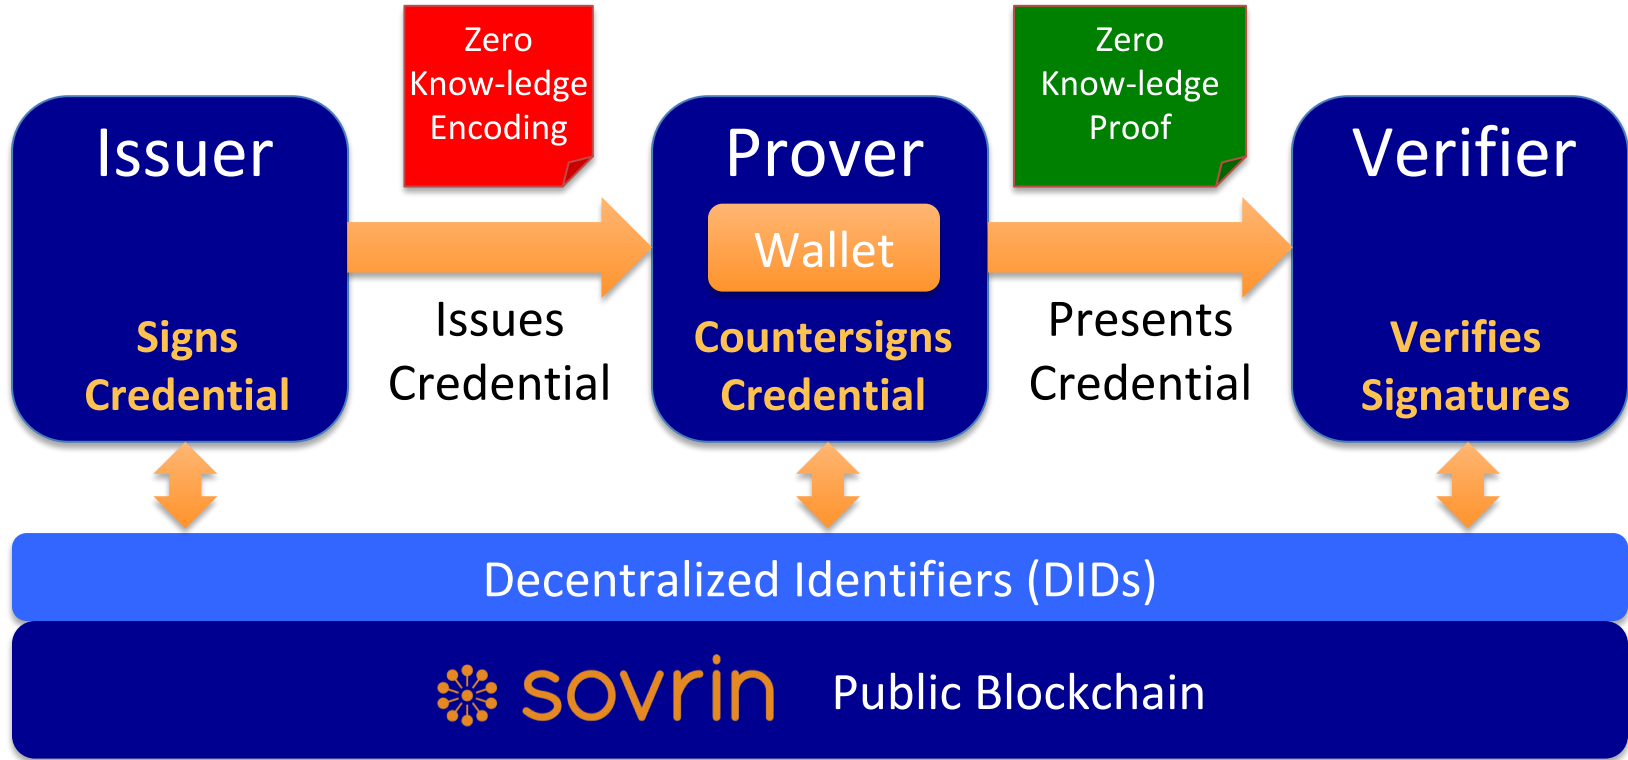 Zero
Know-ledge
Encoding
Zero
Know-ledge
Proof
Issuer
Prover
Verifier
Wallet
Signs
Credential
Issues
Credential
Countersigns
Credential
Presents
Credential
Verifies
Signatures
Decentralized Identifiers (DIDs)
sovrin Public Blockchain